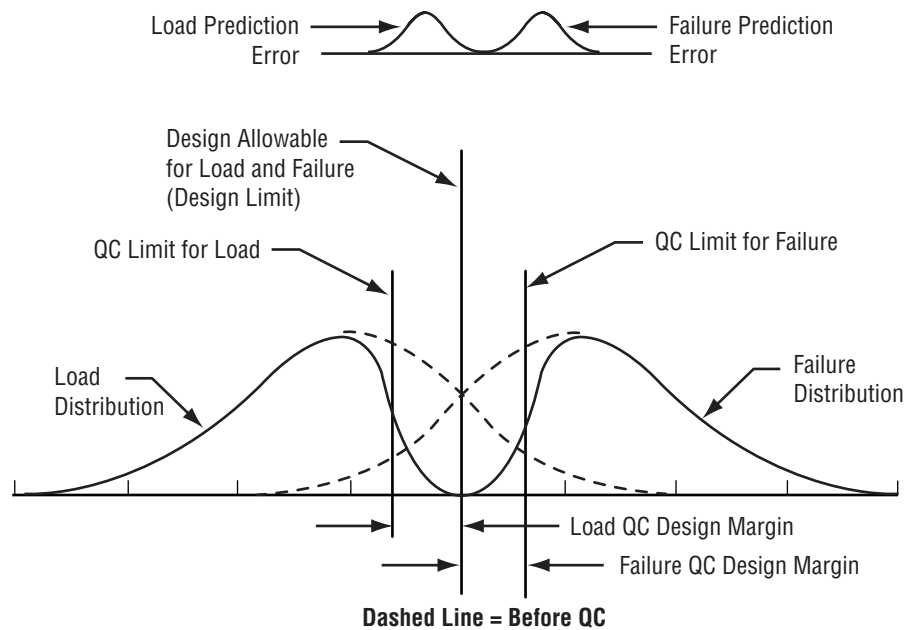 Load Prediction
Error
Failure Prediction
Error
Design Allowable
for Load and Failure
(Design Limit)
QC Limit for Load
QC Limit for Failure
Load
Distribution
Failure
Distribution
Load QC Design Margin
Failure QC Design Margin
Dashed Line = Before QC